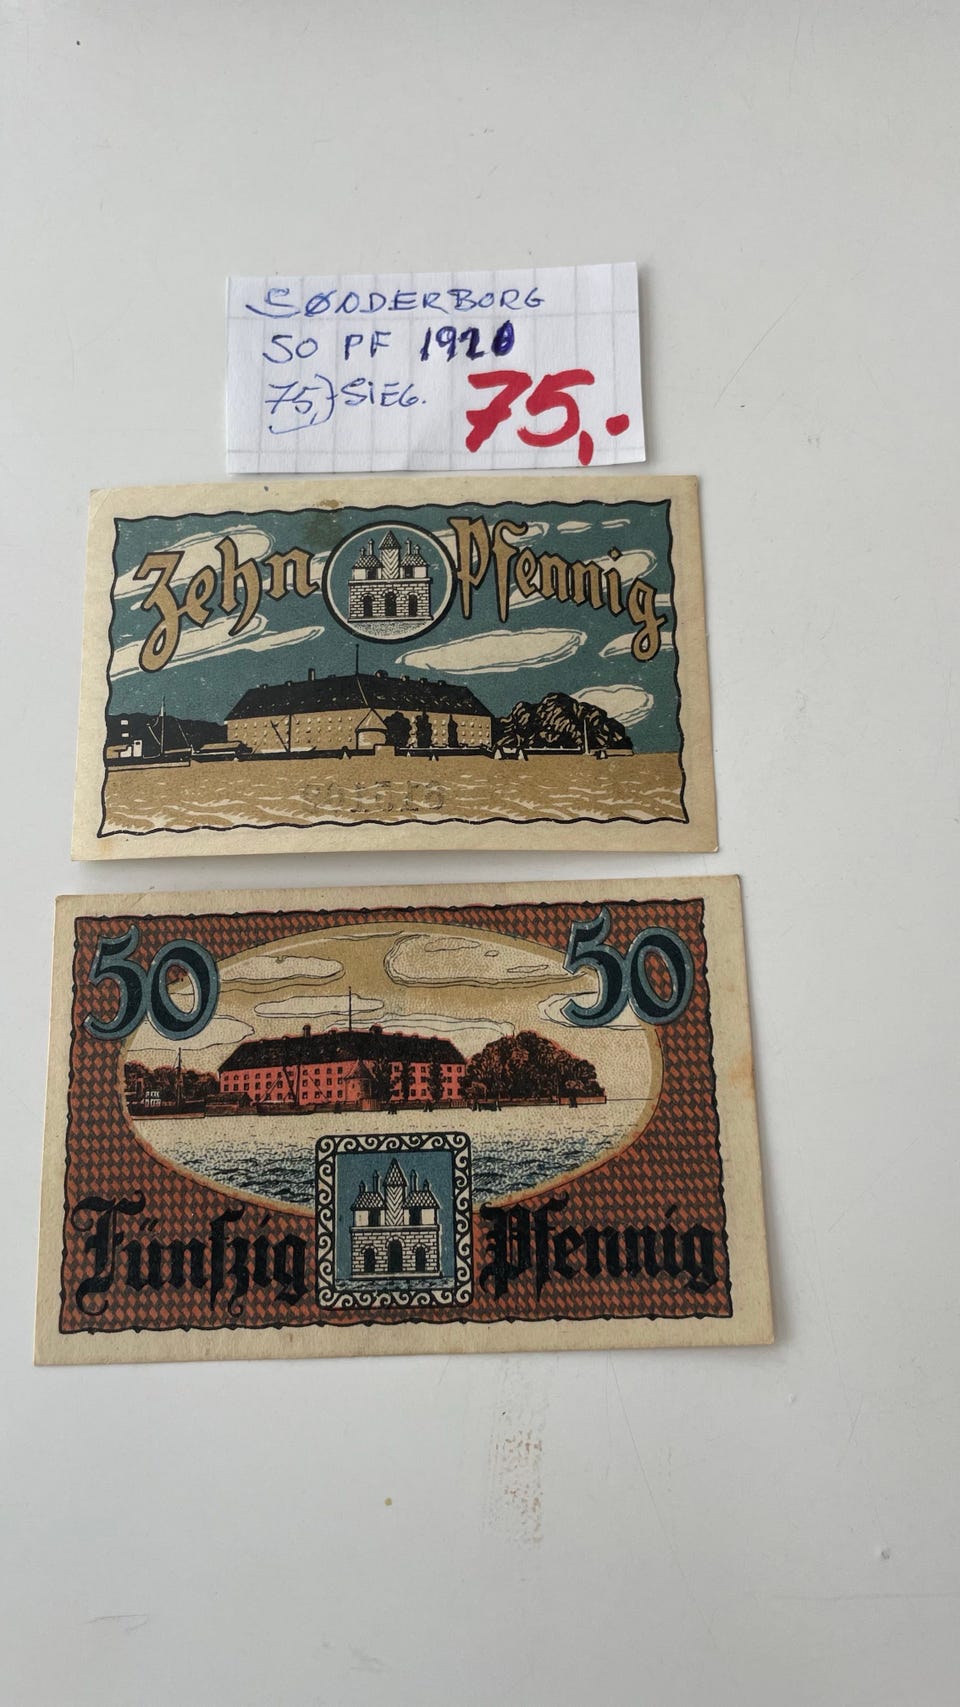 SØNDERBORG
50 PF 1920
75,- SIEG. 75,-
Zehn Pfennig
50 50
Fünfzig Pfennig